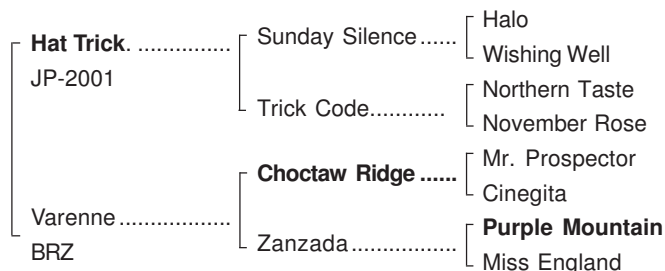 Halo
Hat Trick. ............... Sunday Silence...... Wishing Well
JP-2001
Northern Taste
Trick Code............. November Rose
Mr. Prospector
Choctaw Ridge ...... Cinegita
Varenne .................. Purple Mountain
BRZ Zanzada.................. Miss England